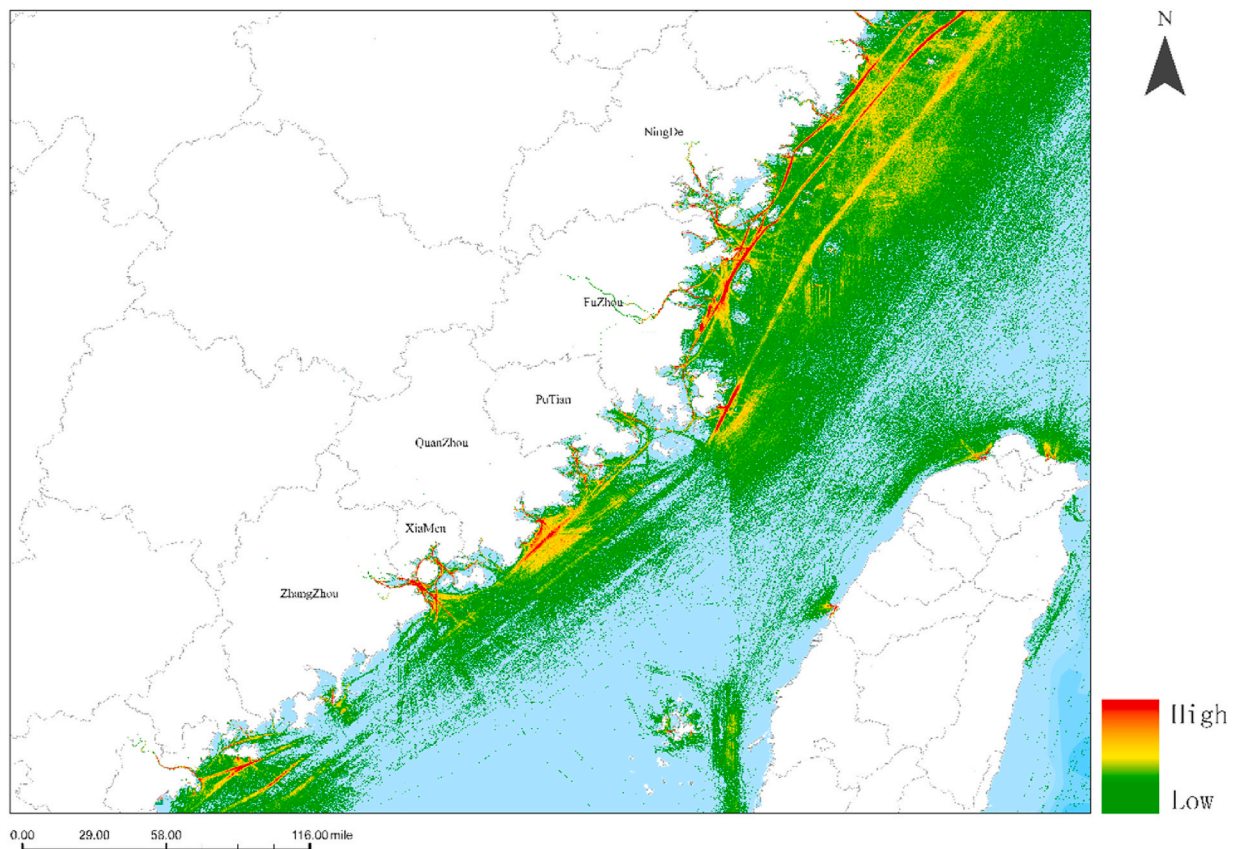 N
NingDe
FuZhou
PuTian
QuanZhou
XiaMen
ZhangZhou
High
Low
0.00 29.00 58.00 116.00 mile